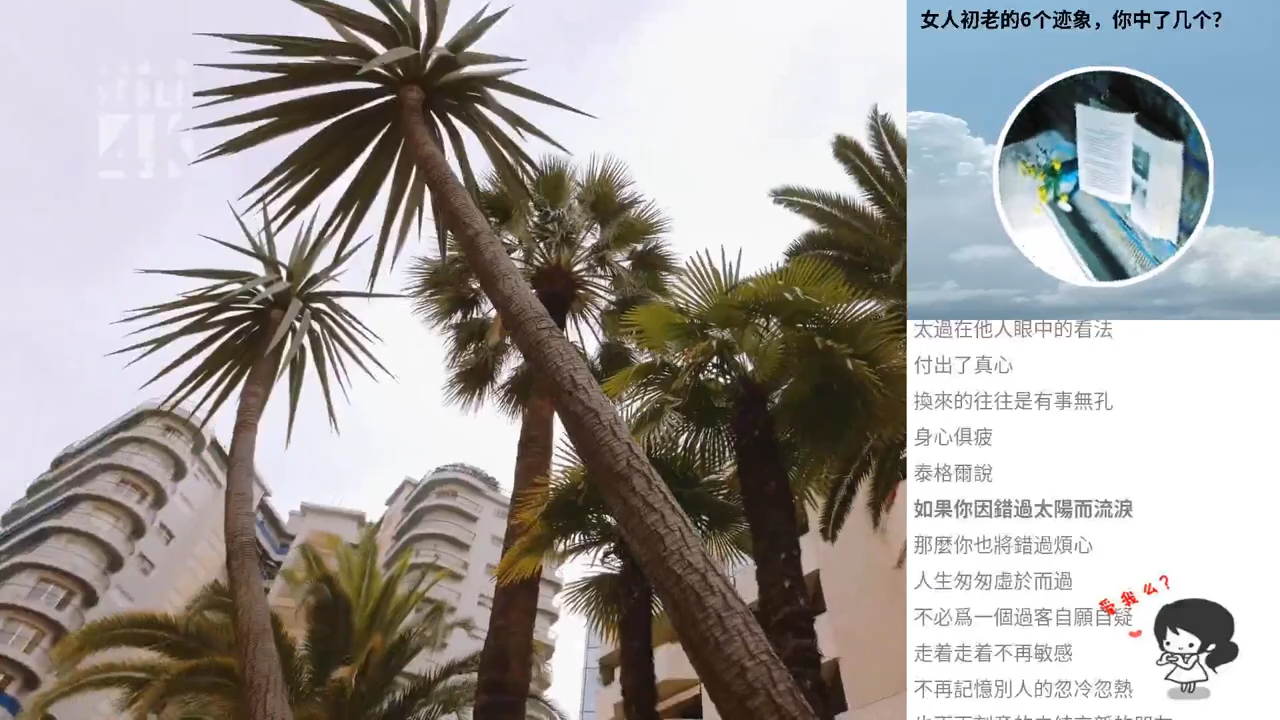 女人初老的6个迹象，你中了几个?
太過在他人眼中的看法
付出了真心
換來的往往是有事無孔
身心俱疲
泰格爾說
如果你因錯過太陽而流淚
那麼你也將錯過煩心
人生匆匆虛於而過
不必爲一個過客自願自疑
走着走着不再敏感
不再記憶別人的忽冷忽熱
爱我么?
4K